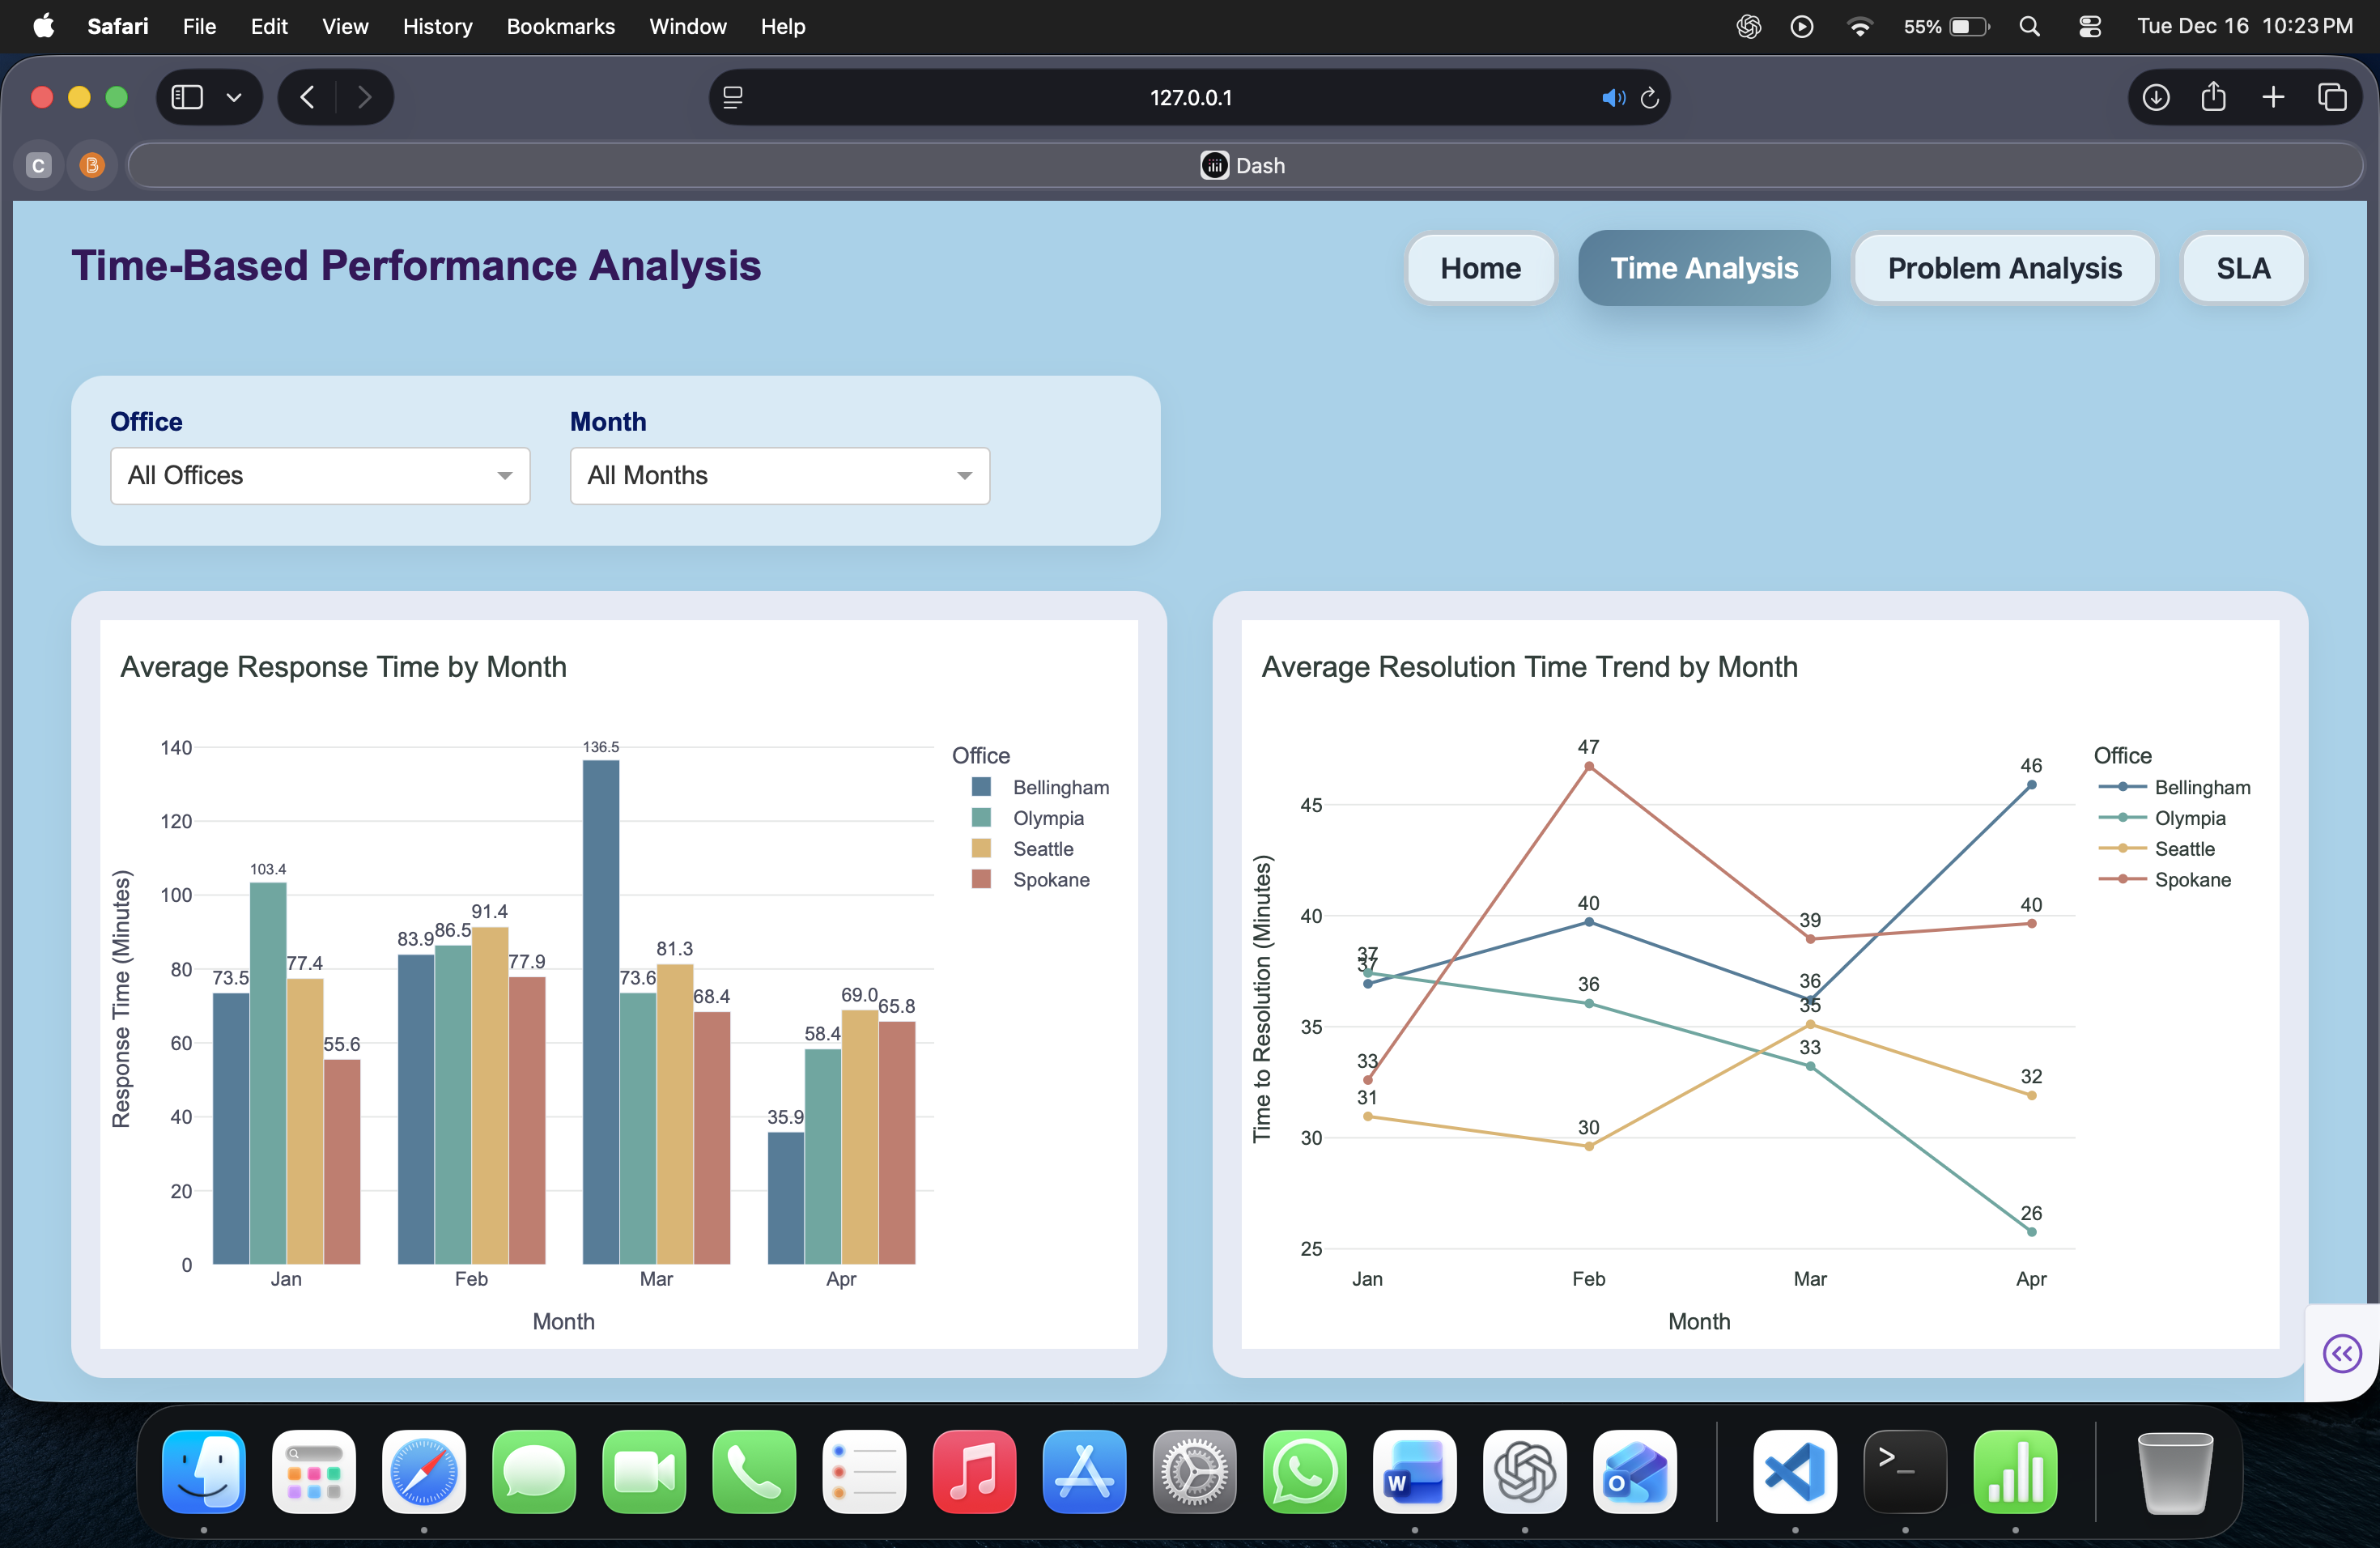 Safari File Edit View History Bookmarks Window Help 55% Tue Dec 16 10:23 PM
127.0.0.1
C Dash
Time-Based Performance Analysis
Home Time Analysis Problem Analysis SLA
Office Month
All Offices All Months
Average Response Time by Month
140
120
100
80
60
40
20
0
Response Time (Minutes)
73.5 103.4 77.4 55.6
83.9 86.5 91.4 77.9
136.5 73.6 81.3 68.4
35.9 58.4 69.0 65.8
Jan Feb Mar Apr
Month
Office
Bellingham
Olympia
Seattle
Spokane
Average Resolution Time Trend by Month
45
40
35
30
25
Time to Resolution (Minutes)
37 37 33 31
47 40 36 30
39 36 35 33
46 40 32 26
Jan Feb Mar Apr
Month
Office
Bellingham
Olympia
Seattle
Spokane
W O >_